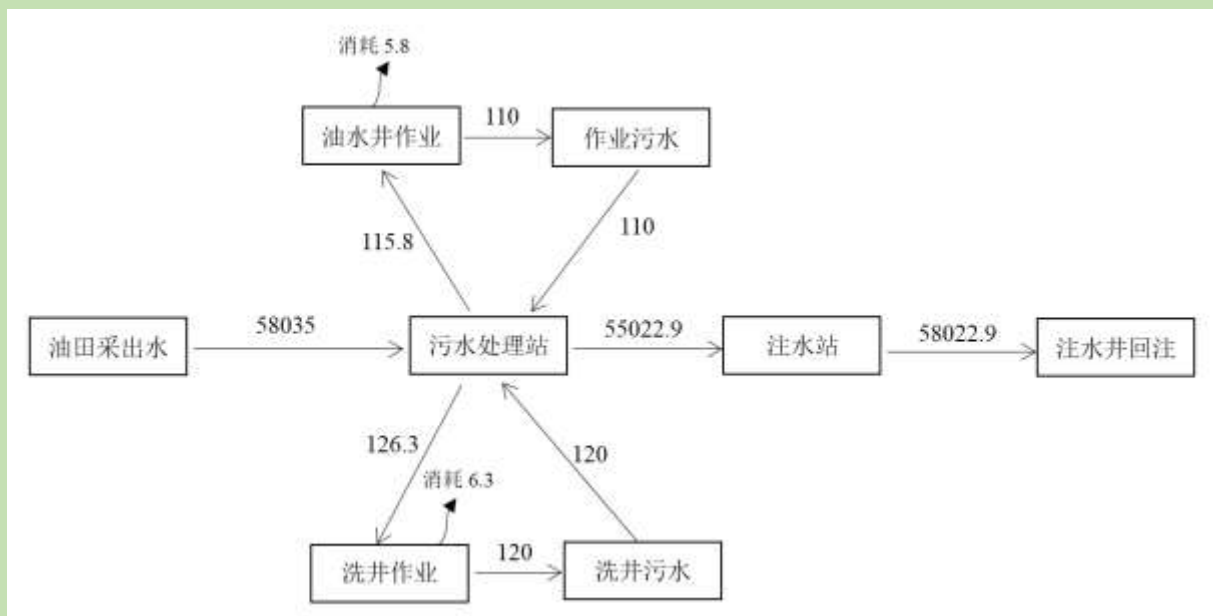 消耗 5.8
油水井作业
110
作业污水
115.8
110
油田采出水
58035
污水处理站
55022.9
注水站
58022.9
注水井回注
126.3
消耗 6.3
120
洗井作业
120
洗井污水